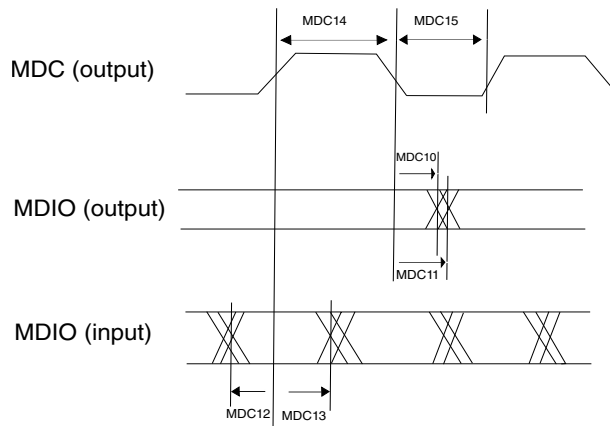 MDC14
MDC15
MDC (output)
MDC10
MDIO (output)
MDC11
MDIO (input)
MDC12
MDC13